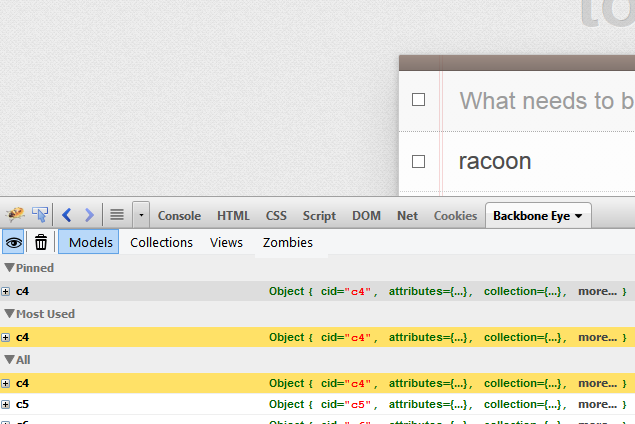 to
What needs to b
racoon
Console HTML CSS Script DOM Net Cookies Backbone Eye
Models Collections Views Zombies
Pinned
c4 Object { cid="c4", attributes={...}, collection={...}, more... }
Most Used
c4 Object { cid="c4", attributes={...}, collection={...}, more... }
All
c4 Object { cid="c4", attributes={...}, collection={...}, more... }
c5 Object { cid="c5", attributes={...}, collection={...}, more... }